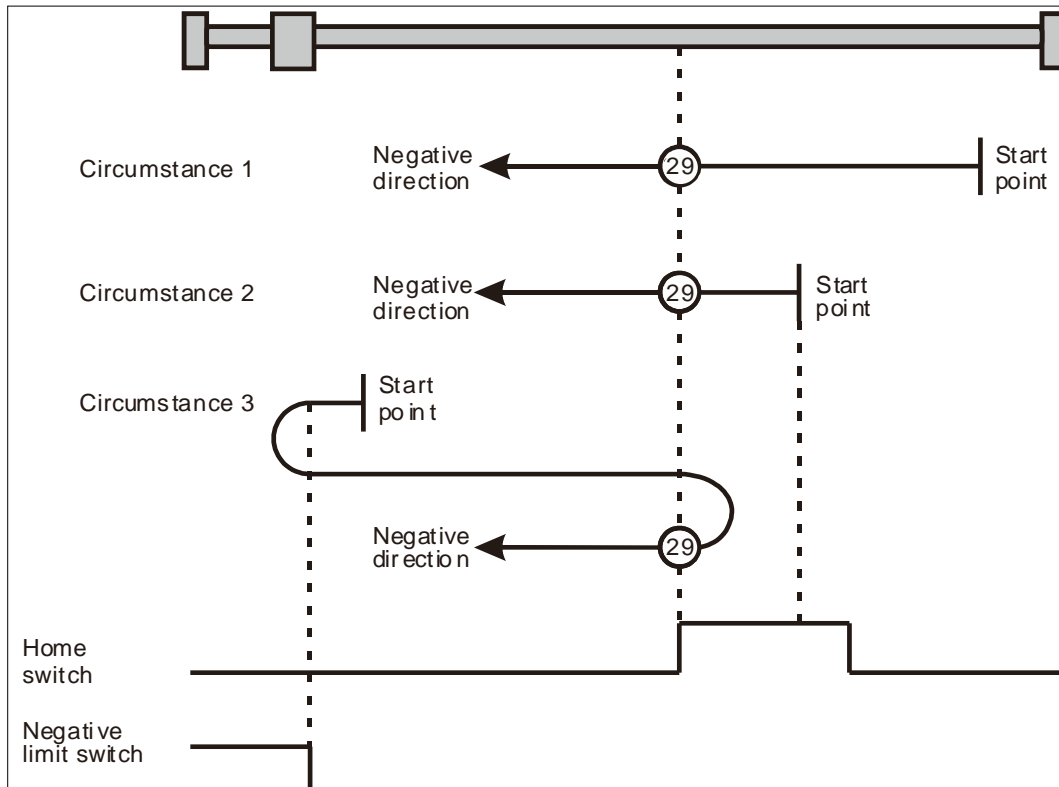 Circumstance 1
Negative
direction
29
Start
point
Circumstance 2
Negative
direction
29
Start
point
Circumstance 3
Start
point
Negative
direction
29
Home
switch
Negative
limit switch